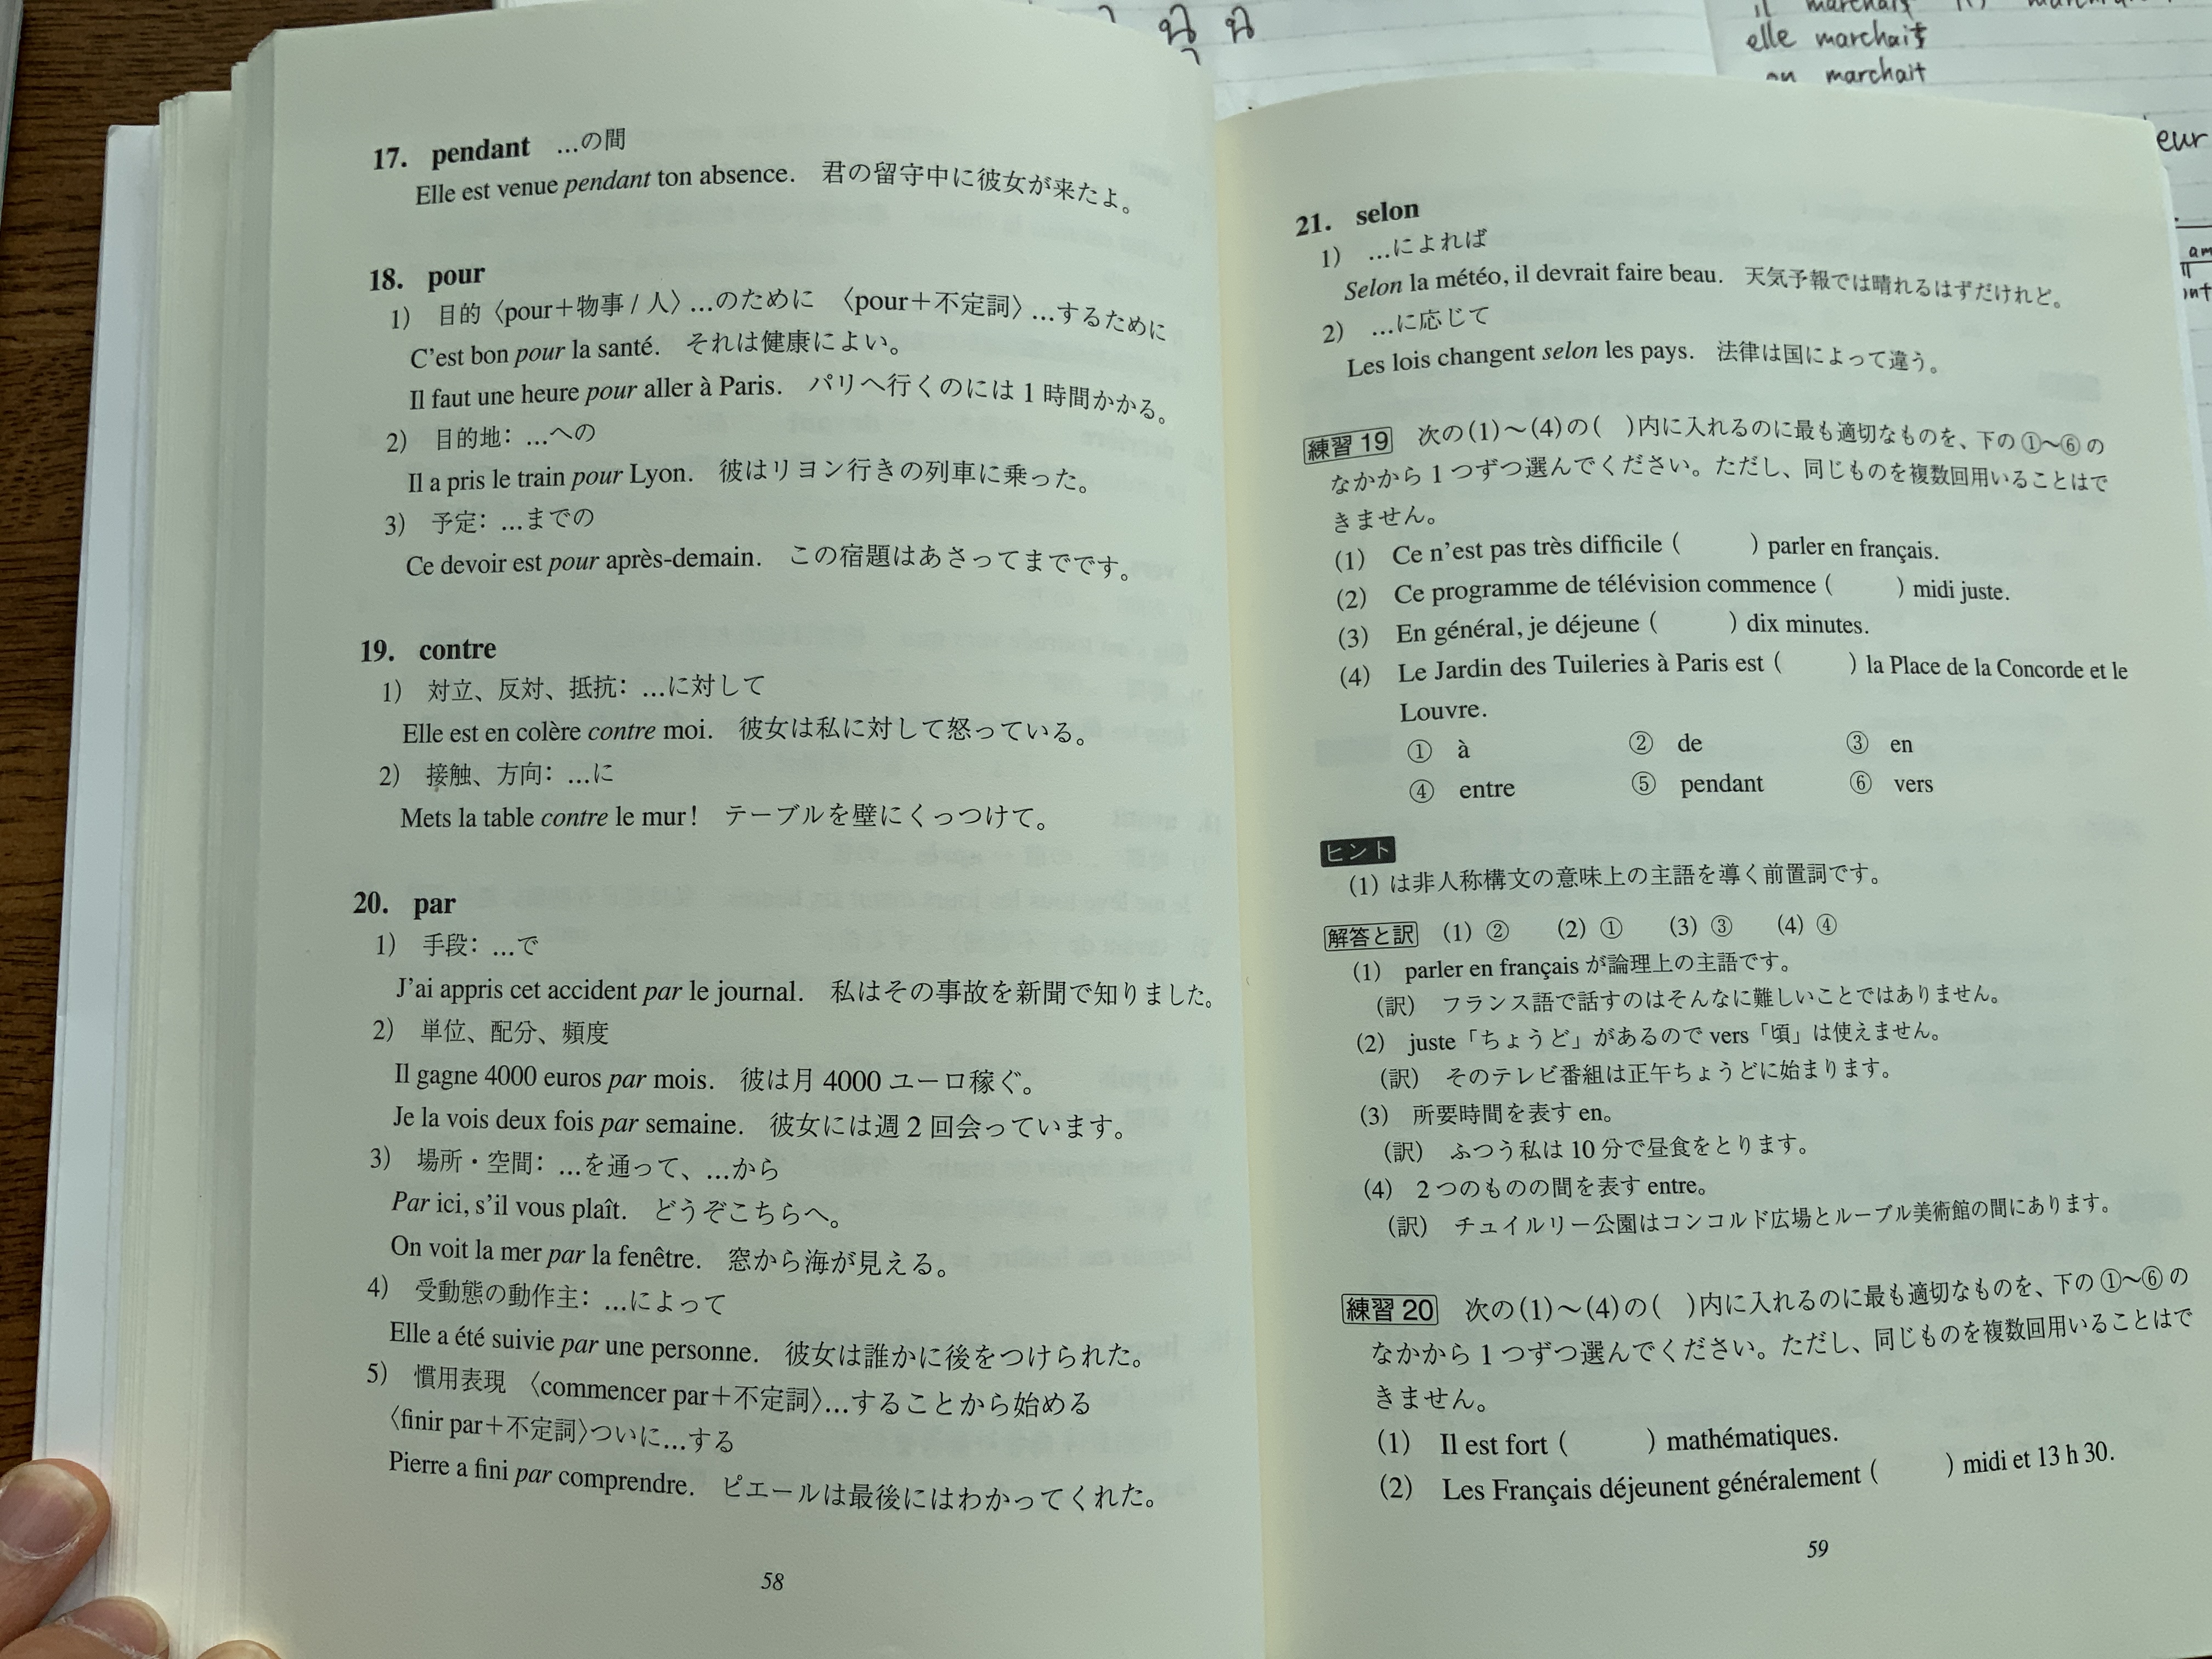 นุ น
elle marchait
on marchait
eur
17. pendant …の間
Elle est venue pendant ton absence. 君の留守中に彼女が来たよ。
18. pour
1) 目的〈pour＋物事 / 人〉…のために 〈pour＋不定詞〉…するために
C'est bon pour la santé. それは健康によい。
Il faut une heure pour aller à Paris. パリへ行くのには 1 時間かかる。
2) 目的地：…への
Il a pris le train pour Lyon. 彼はリヨン行きの列車に乗った。
3) 予定：…までの
Ce devoir est pour après-demain. この宿題はあさってまでです。
19. contre
1) 対立、反対、抵抗：…に対して
Elle est en colère contre moi. 彼女は私に対して怒っている。
2) 接触、方向：…に
Mets la table contre le mur ! テーブルを壁にくっつけて。
20. par
1) 手段：…で
J'ai appris cet accident par le journal. 私はその事故を新聞で知りました。
2) 単位、配分、頻度
Il gagne 4000 euros par mois. 彼は月 4000 ユーロ稼ぐ。
Je la vois deux fois par semaine. 彼女には週 2 回会っています。
3) 場所・空間：…を通って、…から
Par ici, s'il vous plaît. どうぞこちらへ。
On voit la mer par la fenêtre. 窓から海が見える。
4) 受動態の動作主：…によって
Elle a été suivie par une personne. 彼女は誰かに後をつけられた。
5) 慣用表現 〈commencer par＋不定詞〉…することから始める
〈finir par＋不定詞〉ついに…する
Pierre a fini par comprendre. ピエールは最後にはわかってくれた。
58
21. selon
1) …によれば
Selon la météo, il devrait faire beau. 天気予報では晴れるはずだけれど。
2) …に応じて
Les lois changent selon les pays. 法律は国によって違う。
練習 19 次の(1)〜(4)の( )内に入れるのに最も適切なものを、下の①〜⑥の
なかから 1 つずつ選んでください。ただし、同じものを複数回用いることはで
きません。
(1) Ce n'est pas très difficile ( ) parler en français.
(2) Ce programme de télévision commence ( ) midi juste.
(3) En général, je déjeune ( ) dix minutes.
(4) Le Jardin des Tuileries à Paris est ( ) la Place de la Concorde et le
Louvre.
① à ② de ③ en
④ entre ⑤ pendant ⑥ vers
ヒント
(1) は非人称構文の意味上の主語を導く前置詞です。
解答と訳 (1) ② (2) ① (3) ③ (4) ④
(1) parler en français が論理上の主語です。
(訳) フランス語で話すのはそんなに難しいことではありません。
(2) juste「ちょうど」があるので vers「頃」は使えません。
(訳) そのテレビ番組は正午ちょうどに始まります。
(3) 所要時間を表す en。
(訳) ふつう私は 10 分で昼食をとります。
(4) 2 つのものの間を表す entre。
(訳) チュイルリー公園はコンコルド広場とルーブル美術館の間にあります。
練習 20 次の(1)〜(4)の( )内に入れるのに最も適切なものを、下の①〜⑥の
なかから 1 つずつ選んでください。ただし、同じものを複数回用いることはで
きません。
(1) Il est fort ( ) mathématiques.
(2) Les Français déjeunent généralement ( ) midi et 13 h 30.
59